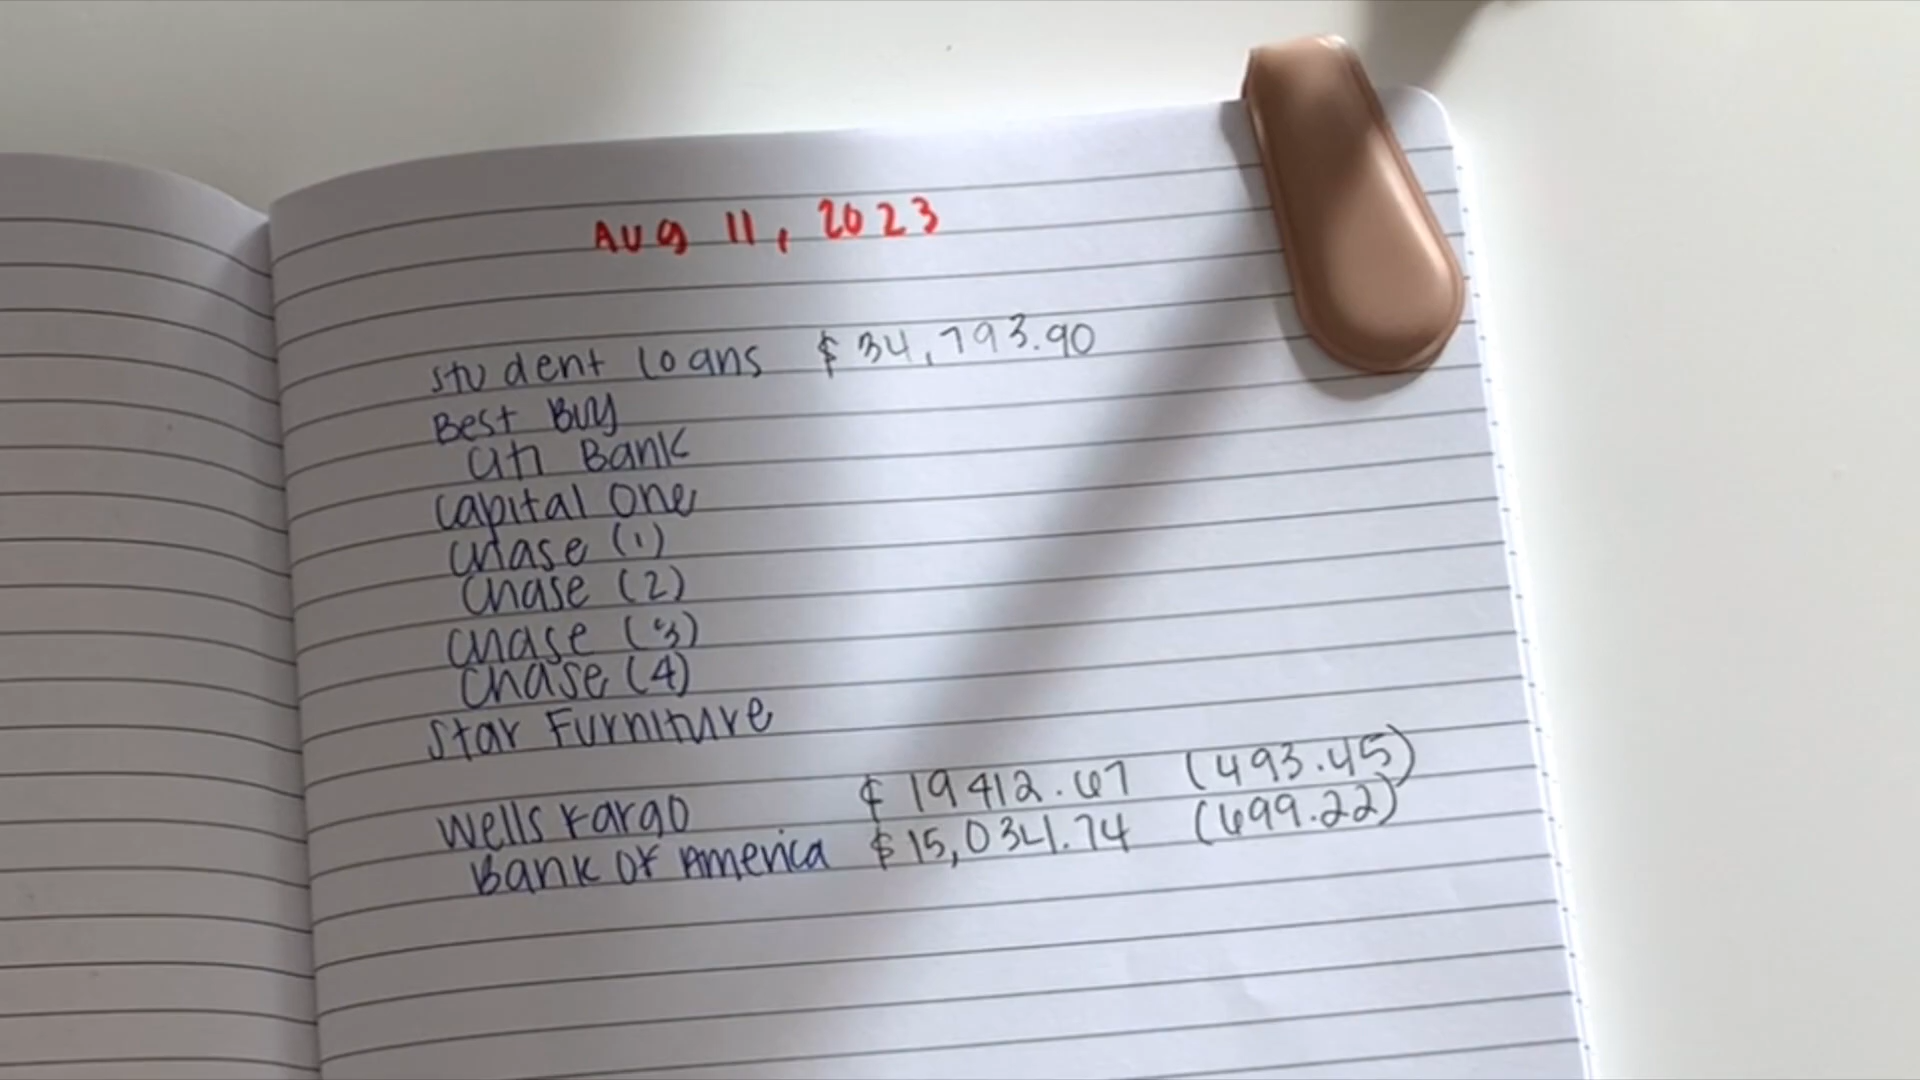 Aug 11, 2023
student loans $34,793.90
Best Buy
Citi Bank
Capital One
Chase (1)
Chase (2)
Chase (3)
Chase (4)
Star Furniture
Wells Fargo $19412.67 (493.45)
Bank of America $15,034.74 (699.22)